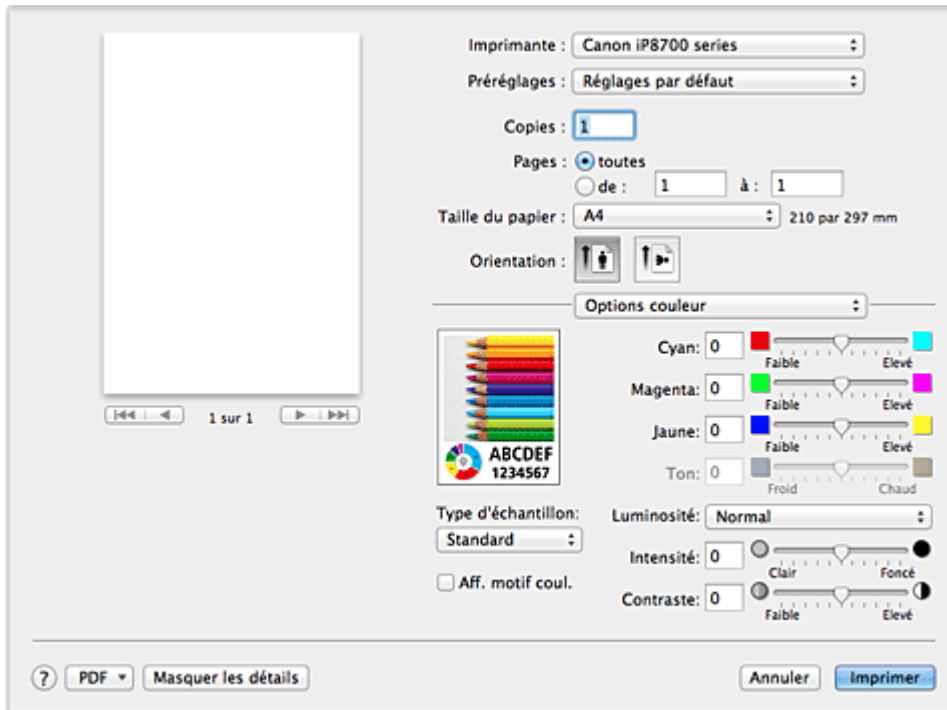 Imprimante : Canon iP8700 series
Préréglages : Réglages par défaut
Copies : 1
Pages : toutes
de : 1 à : 1
Taille du papier : A4 210 par 297 mm
Orientation :
Options couleur
1 sur 1
ABCDEF
1234567
Cyan: 0
Faible Elevé
Magenta: 0
Faible Elevé
Jaune: 0
Faible Elevé
Ton: 0
Froid Chaud
Type d'échantillon:
Standard
Aff. motif coul.
Luminosité: Normal
Intensité: 0
Clair Foncé
Contraste: 0
Faible Elevé
? PDF Masquer les détails Annuler Imprimer